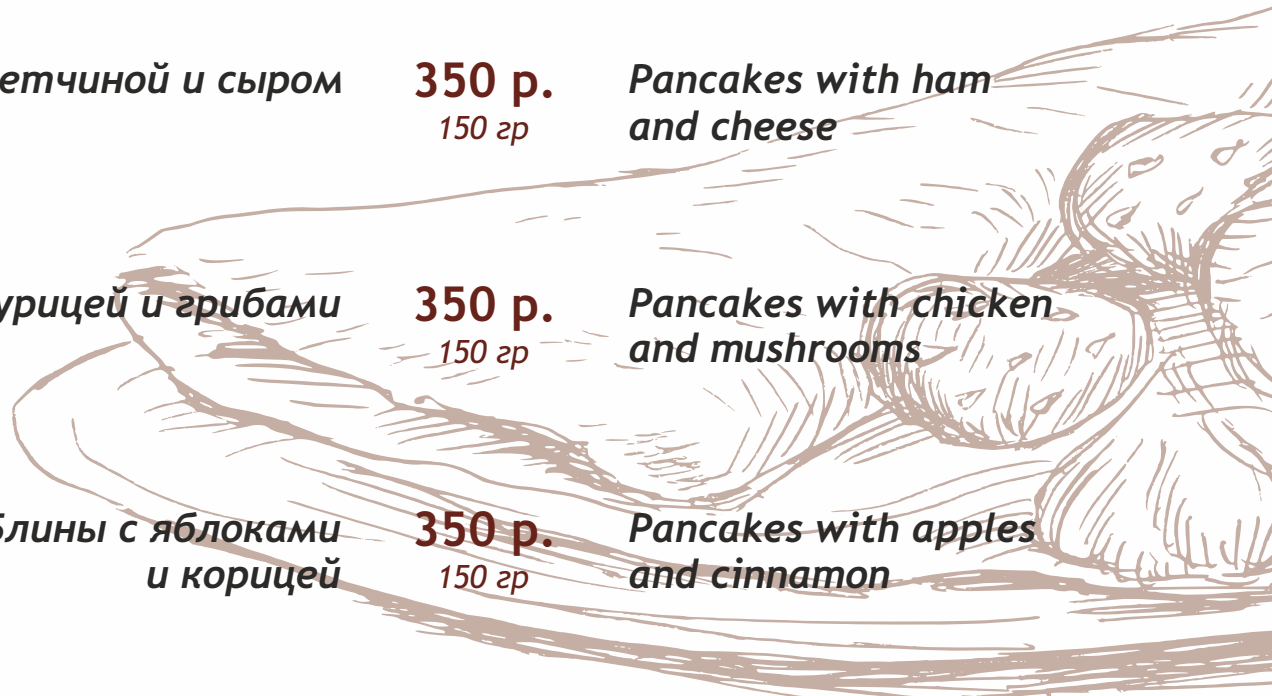 етчиной и сыром 350 р. Pancakes with ham
150 гр and cheese
урицей и грибами 350 р. Pancakes with chicken
150 гр and mushrooms
Блины с яблоками 350 р. Pancakes with apples
и корицей 150 гр and cinnamon